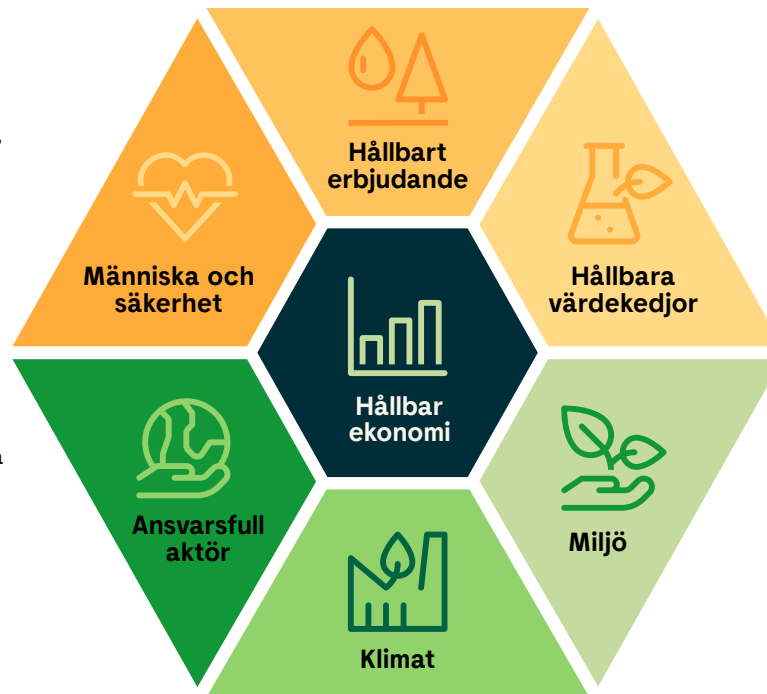 Hållbart
erbjudande
Människa och
säkerhet
Hållbara
värdekedjor
Hållbar
ekonomi
Ansvarsfull
aktör
Miljö
Klimat